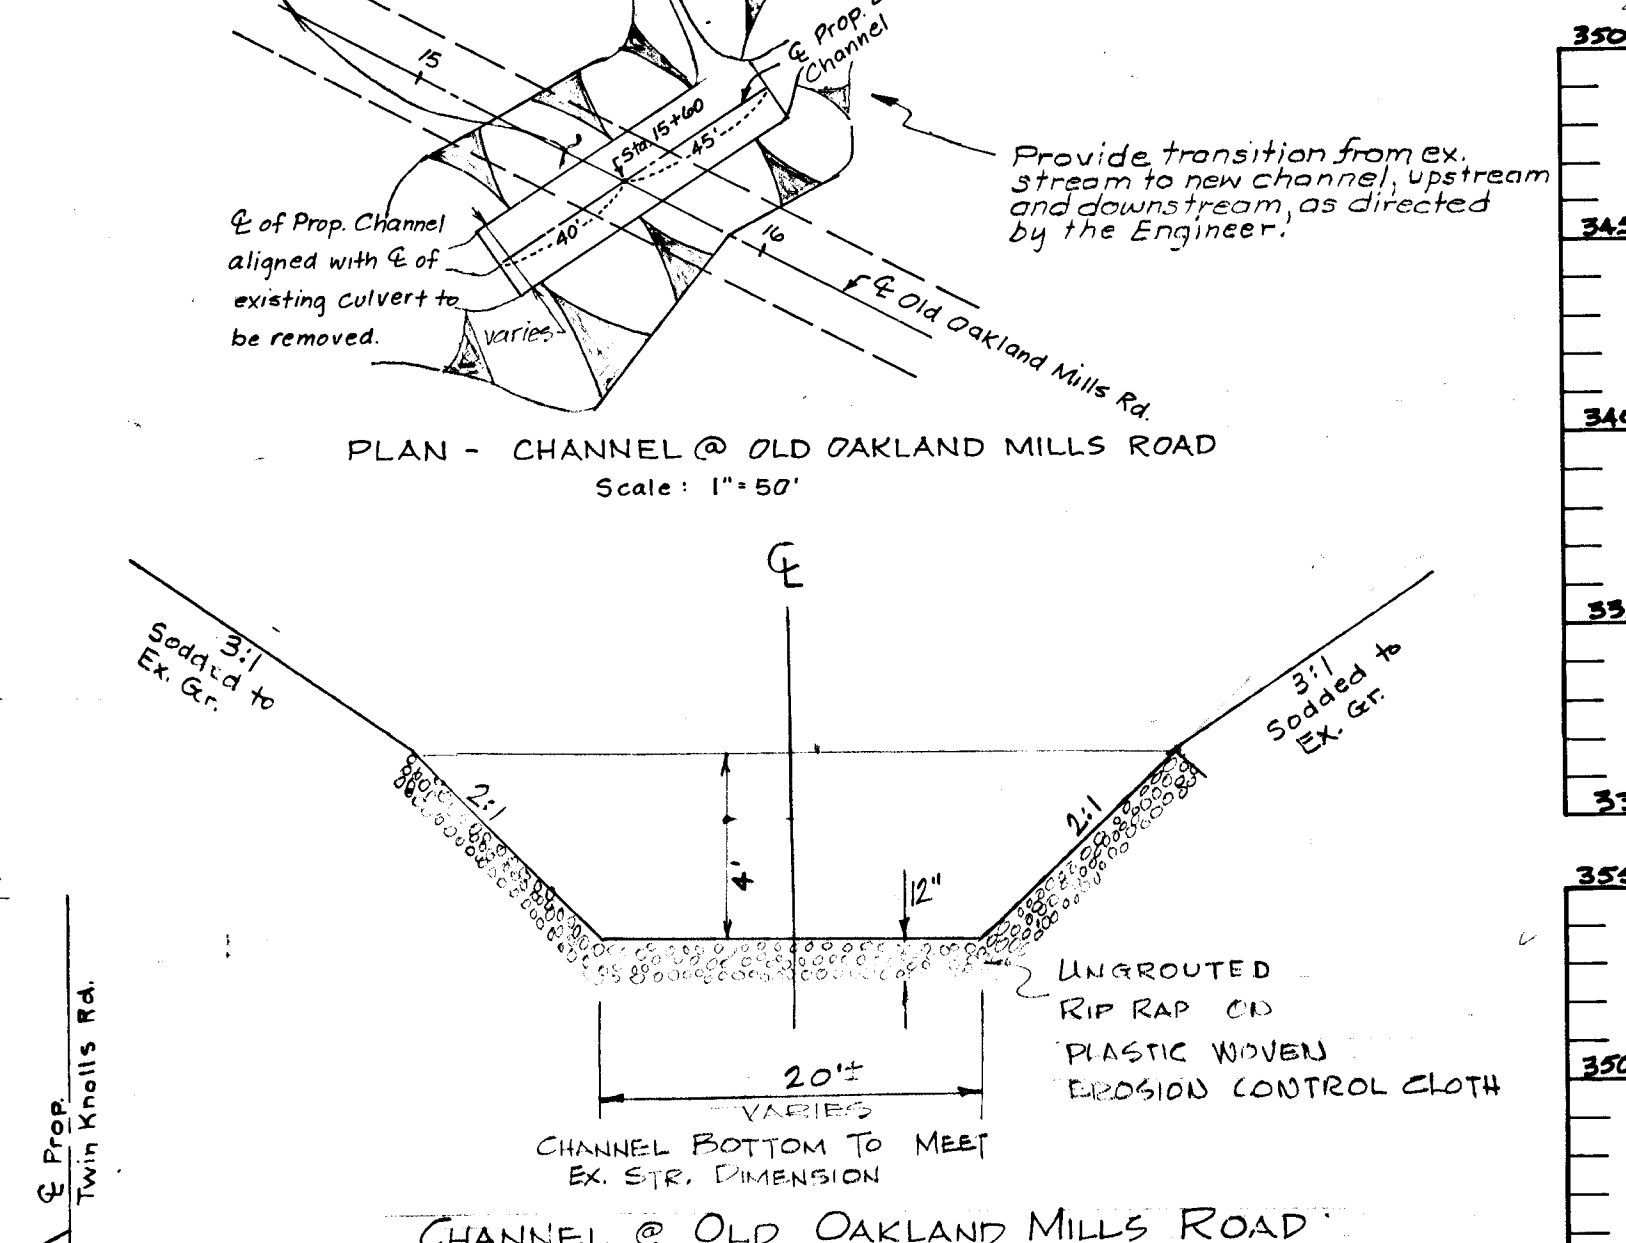 15
℄ Prop.
Channel
Sta. 15+60
45'
40'
16
℄ of Prop. Channel
aligned with ℄ of
existing culvert to
be removed.
varies
Provide transition from ex.
stream to new channel, upstream
and downstream, as directed
by the Engineer.
℄ Old Oakland Mills Rd.
PLAN - CHANNEL @ OLD OAKLAND MILLS ROAD
Scale: 1"=50'
℄
3:1
Sodded to
Ex. Gr.
3:1
Sodded to
Ex. Gr.
2:1
2:1
4'
12"
UNGROUTED
RIP RAP ON
PLASTIC WOVEN
EROSION CONTROL CLOTH
20'±
VARIES
CHANNEL BOTTOM TO MEET
EX. STR. DIMENSION
CHANNEL @ OLD OAKLAND MILLS ROAD
℄ Prop.
Twin Knolls Rd.
350
355
350